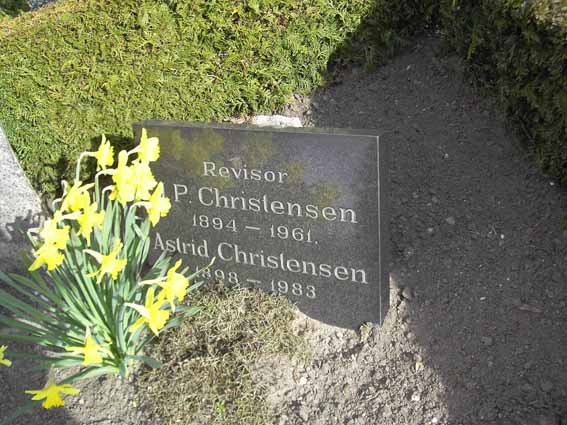 Revisor
P. Christensen
1894 – 1961.
Astrid Christensen
1898 – 1983